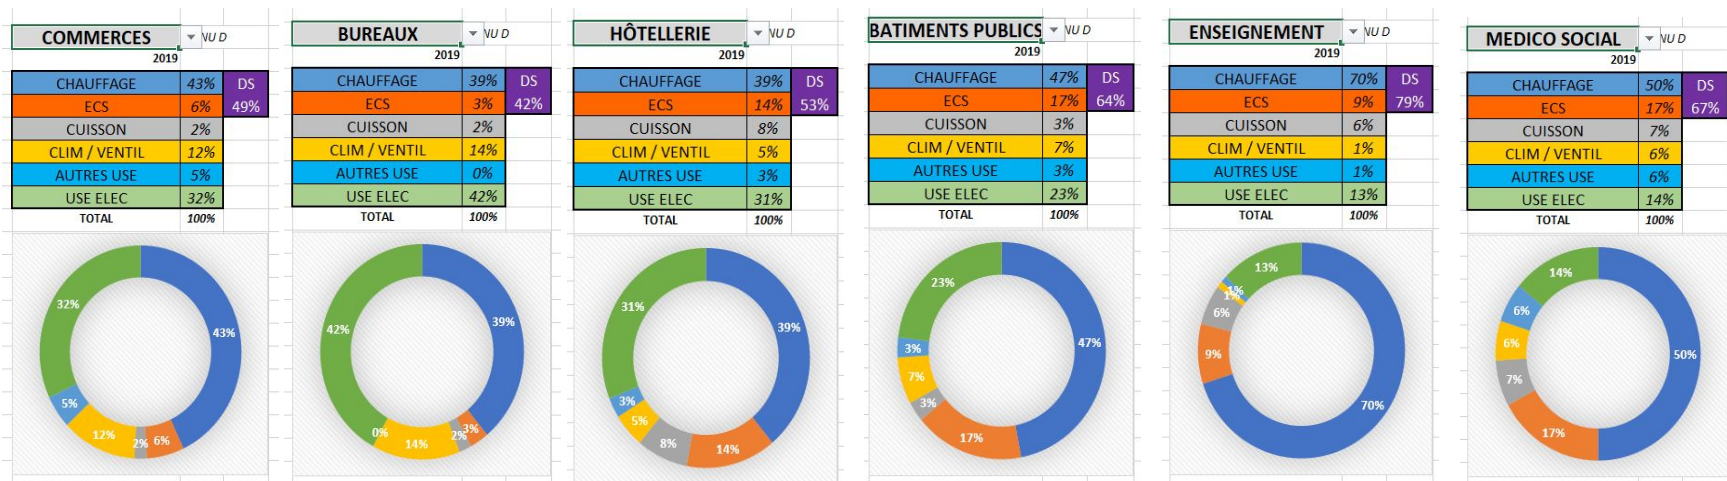 COMMERCES NU D
2019
CHAUFFAGE 43% DS
ECS 6% 49%
CUISSON 2%
CLIM / VENTIL 12%
AUTRES USE 5%
USE ELEC 32%
TOTAL 100%
32%
43%
5%
12%
2%
6%
BUREAUX NU D
2019
CHAUFFAGE 39% DS
ECS 3% 42%
CUISSON 2%
CLIM / VENTIL 14%
AUTRES USE 0%
USE ELEC 42%
TOTAL 100%
42%
39%
0%
14%
2%
3%
HÔTELLERIE NU D
2019
CHAUFFAGE 39% DS
ECS 14% 53%
CUISSON 8%
CLIM / VENTIL 5%
AUTRES USE 3%
USE ELEC 31%
TOTAL 100%
31%
39%
3%
5%
8%
14%
BATIMENTS PUBLICS NU D
2019
CHAUFFAGE 47% DS
ECS 17% 64%
CUISSON 3%
CLIM / VENTIL 7%
AUTRES USE 3%
USE ELEC 23%
TOTAL 100%
23%
47%
3%
7%
3%
17%
ENSEIGNEMENT NU D
2019
CHAUFFAGE 70% DS
ECS 9% 79%
CUISSON 6%
CLIM / VENTIL 1%
AUTRES USE 1%
USE ELEC 13%
TOTAL 100%
13%
1%
1%
6%
9%
70%
MEDICO SOCIAL NU D
2019
CHAUFFAGE 50% DS
ECS 17% 67%
CUISSON 7%
CLIM / VENTIL 6%
AUTRES USE 6%
USE ELEC 14%
TOTAL 100%
14%
6%
6%
50%
7%
17%